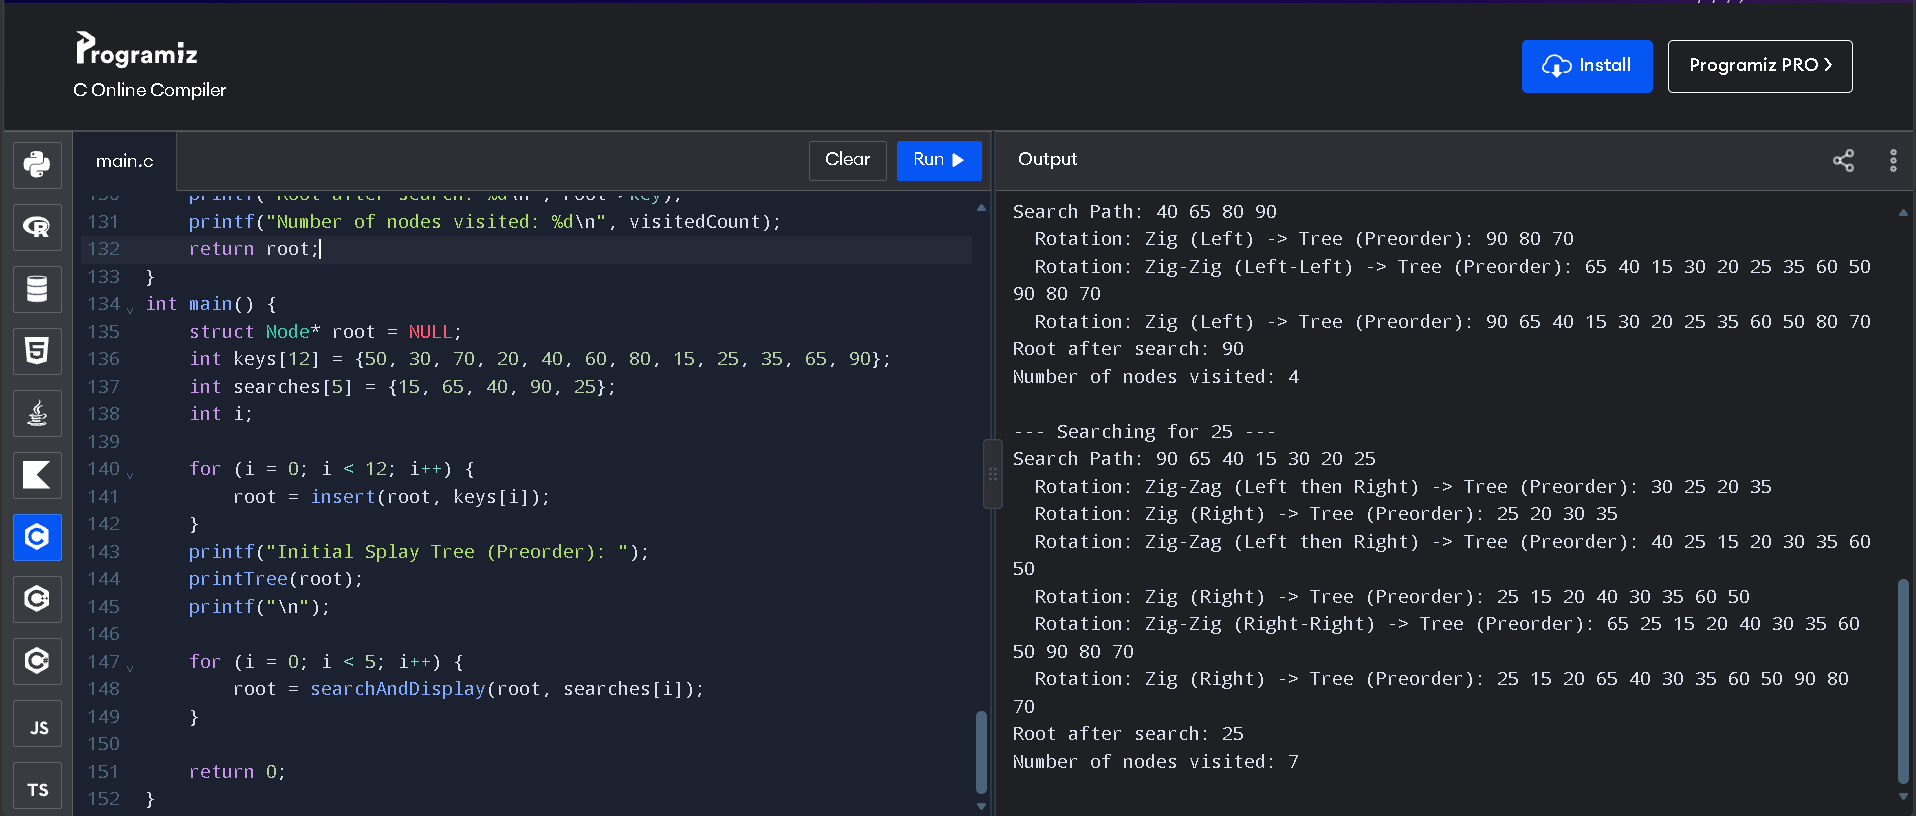 Programiz
C Online Compiler
Install
Programiz PRO >
main.c
Clear
Run
Output
130 printf("Root after search: %d\n", root->key);
131 printf("Number of nodes visited: %d\n", visitedCount);
132 return root;
133 }
134 int main() {
135 struct Node* root = NULL;
136 int keys[12] = {50, 30, 70, 20, 40, 60, 80, 15, 25, 35, 65, 90};
137 int searches[5] = {15, 65, 40, 90, 25};
138 int i;
139
140 for (i = 0; i < 12; i++) {
141 root = insert(root, keys[i]);
142 }
143 printf("Initial Splay Tree (Preorder): ");
144 printTree(root);
145 printf("\n");
146
147 for (i = 0; i < 5; i++) {
148 root = searchAndDisplay(root, searches[i]);
149 }
150
151 return 0;
152 }
JS
TS
Search Path: 40 65 80 90
Rotation: Zig (Left) -> Tree (Preorder): 90 80 70
Rotation: Zig-Zig (Left-Left) -> Tree (Preorder): 65 40 15 30 20 25 35 60 50
90 80 70
Rotation: Zig (Left) -> Tree (Preorder): 90 65 40 15 30 20 25 35 60 50 80 70
Root after search: 90
Number of nodes visited: 4
--- Searching for 25 ---
Search Path: 90 65 40 15 30 20 25
Rotation: Zig-Zag (Left then Right) -> Tree (Preorder): 30 25 20 35
Rotation: Zig (Right) -> Tree (Preorder): 25 20 30 35
Rotation: Zig-Zag (Left then Right) -> Tree (Preorder): 40 25 15 20 30 35 60
50
Rotation: Zig (Right) -> Tree (Preorder): 25 15 20 40 30 35 60 50
Rotation: Zig-Zig (Right-Right) -> Tree (Preorder): 65 25 15 20 40 30 35 60
50 90 80 70
Rotation: Zig (Right) -> Tree (Preorder): 25 15 20 65 40 30 35 60 50 90 80
70
Root after search: 25
Number of nodes visited: 7